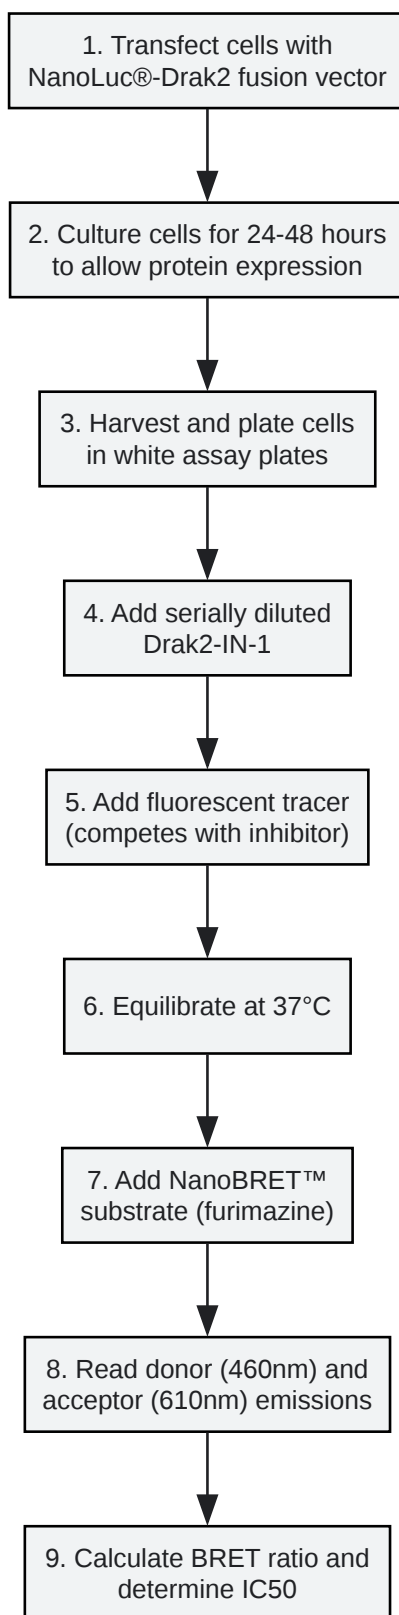 1. Transfect cells with
NanoLuc®-Drak2 fusion vector
2. Culture cells for 24-48 hours
to allow protein expression
3. Harvest and plate cells
in white assay plates
4. Add serially diluted
Drak2-IN-1
5. Add fluorescent tracer
(competes with inhibitor)
6. Equilibrate at 37°C
7. Add NanoBRET™
substrate (furimazine)
8. Read donor (460nm) and
acceptor (610nm) emissions
9. Calculate BRET ratio and
determine IC50